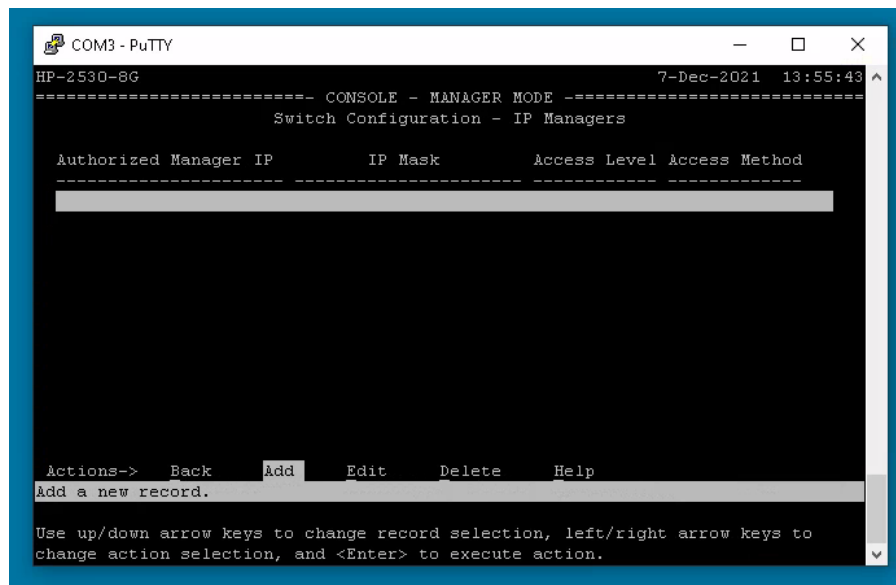 COM3 - PuTTY
HP-2530-8G 7-Dec-2021 13:55:43
===========================- CONSOLE - MANAGER MODE -============================
Switch Configuration - IP Managers
Authorized Manager IP IP Mask Access Level Access Method
---------------------- ---------------------- ------------ -------------
Actions-> Back Add Edit Delete Help
Add a new record.
Use up/down arrow keys to change record selection, left/right arrow keys to
change action selection, and <Enter> to execute action.